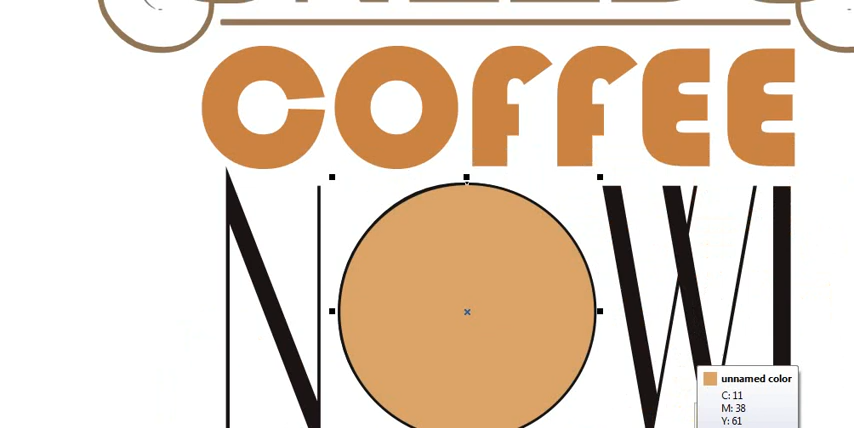 COFFEE
NOW!
unnamed color
C: 11
M: 38
Y: 61